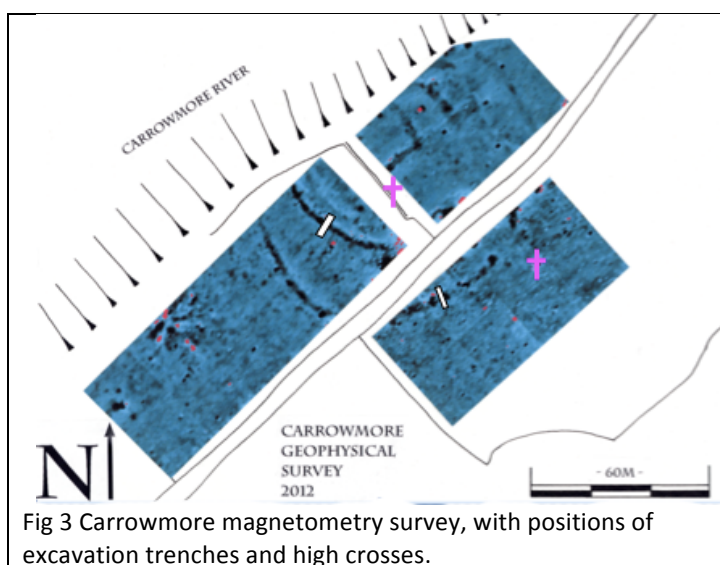 CARROWMORE RIVER
CARROWMORE
GEOPHYSICAL
SURVEY
2012
N
- 60M -
Fig 3 Carrowmore magnetometry survey, with positions of
excavation trenches and high crosses.